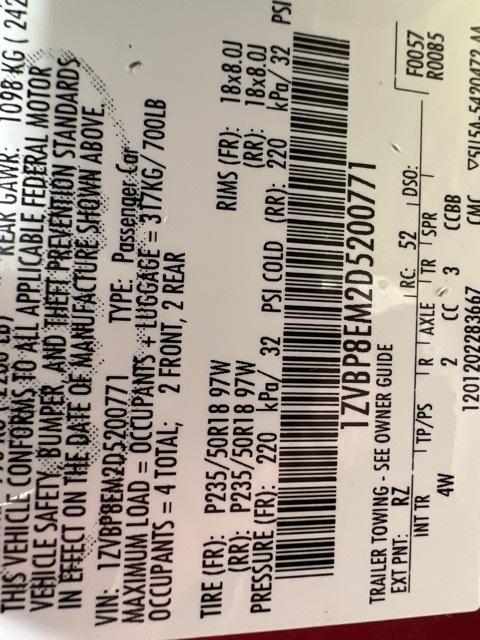 REAR GAWR: 1098 KG ( 242
THIS VEHICLE CONFORMS TO ALL APPLICABLE FEDERAL MOTOR
VEHICLE SAFETY, BUMPER, AND THEFT PREVENTION STANDARDS
IN EFFECT ON THE DATE OF MANUFACTURE SHOWN ABOVE.
VIN: 1ZVBP8EM2D5200771 TYPE: Passenger Car
MAXIMUM LOAD = OCCUPANTS + LUGGAGE = 317KG/ 700LB
OCCUPANTS = 4 TOTAL; 2 FRONT, 2 REAR
TIRE (FR): P235/50R18 97W RIMS (FR): 18x8.0J
(RR): P235/50R18 97W (RR): 18x8.0J
PRESSURE (FR): 220 kPa/ 32 PSI COLD (RR): 220 kPa/ 32 PSI
1ZVBP8EM2D5200771
TRAILER TOWING - SEE OWNER GUIDE
EXT PNT: RZ RC: 52 DSO: F0057
R0085
INT TR TP/PS R AXLE TR SPR
4W 2 CC 3 CCBB
1201202283667